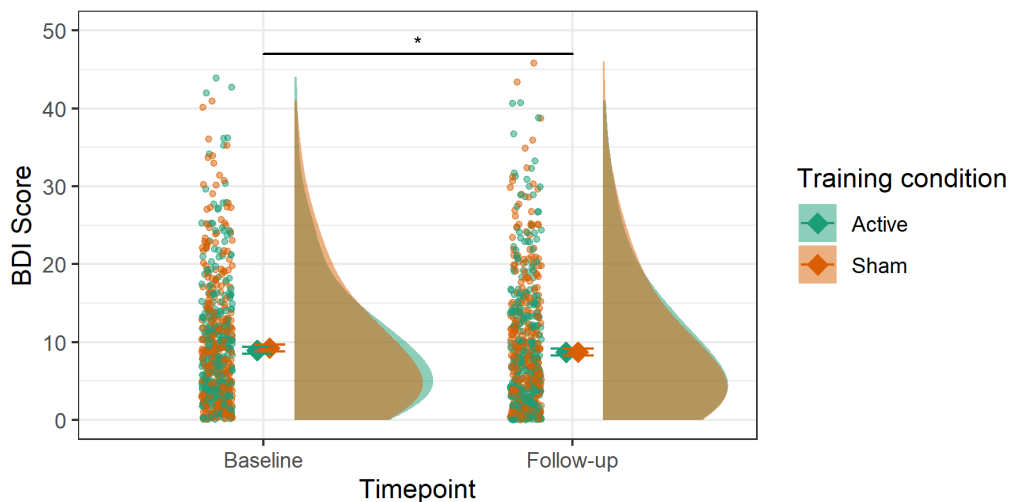 50
*
40
30
20
10
0
BDI Score
Baseline
Follow-up
Timepoint
Training condition
Active
Sham